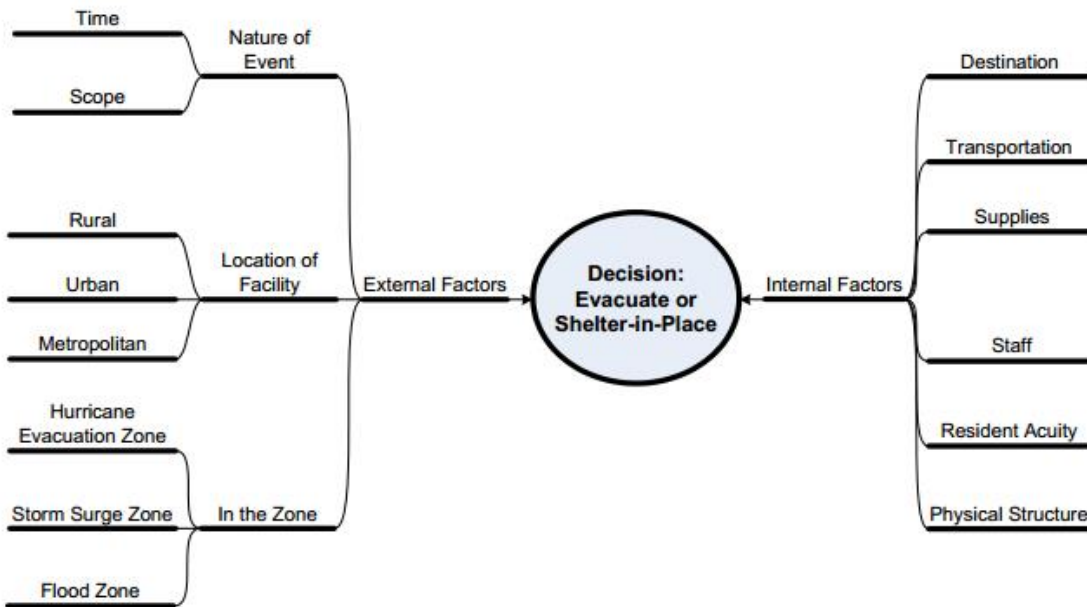 Time
Nature of
Event
Scope
Rural
Location of
Facility
Urban
Metropolitan
Hurricane
Evacuation Zone
Storm Surge Zone
In the Zone
Flood Zone
External Factors
Decision:
Evacuate or
Shelter-in-Place
Internal Factors
Destination
Transportation
Supplies
Staff
Resident Acuity
Physical Structure